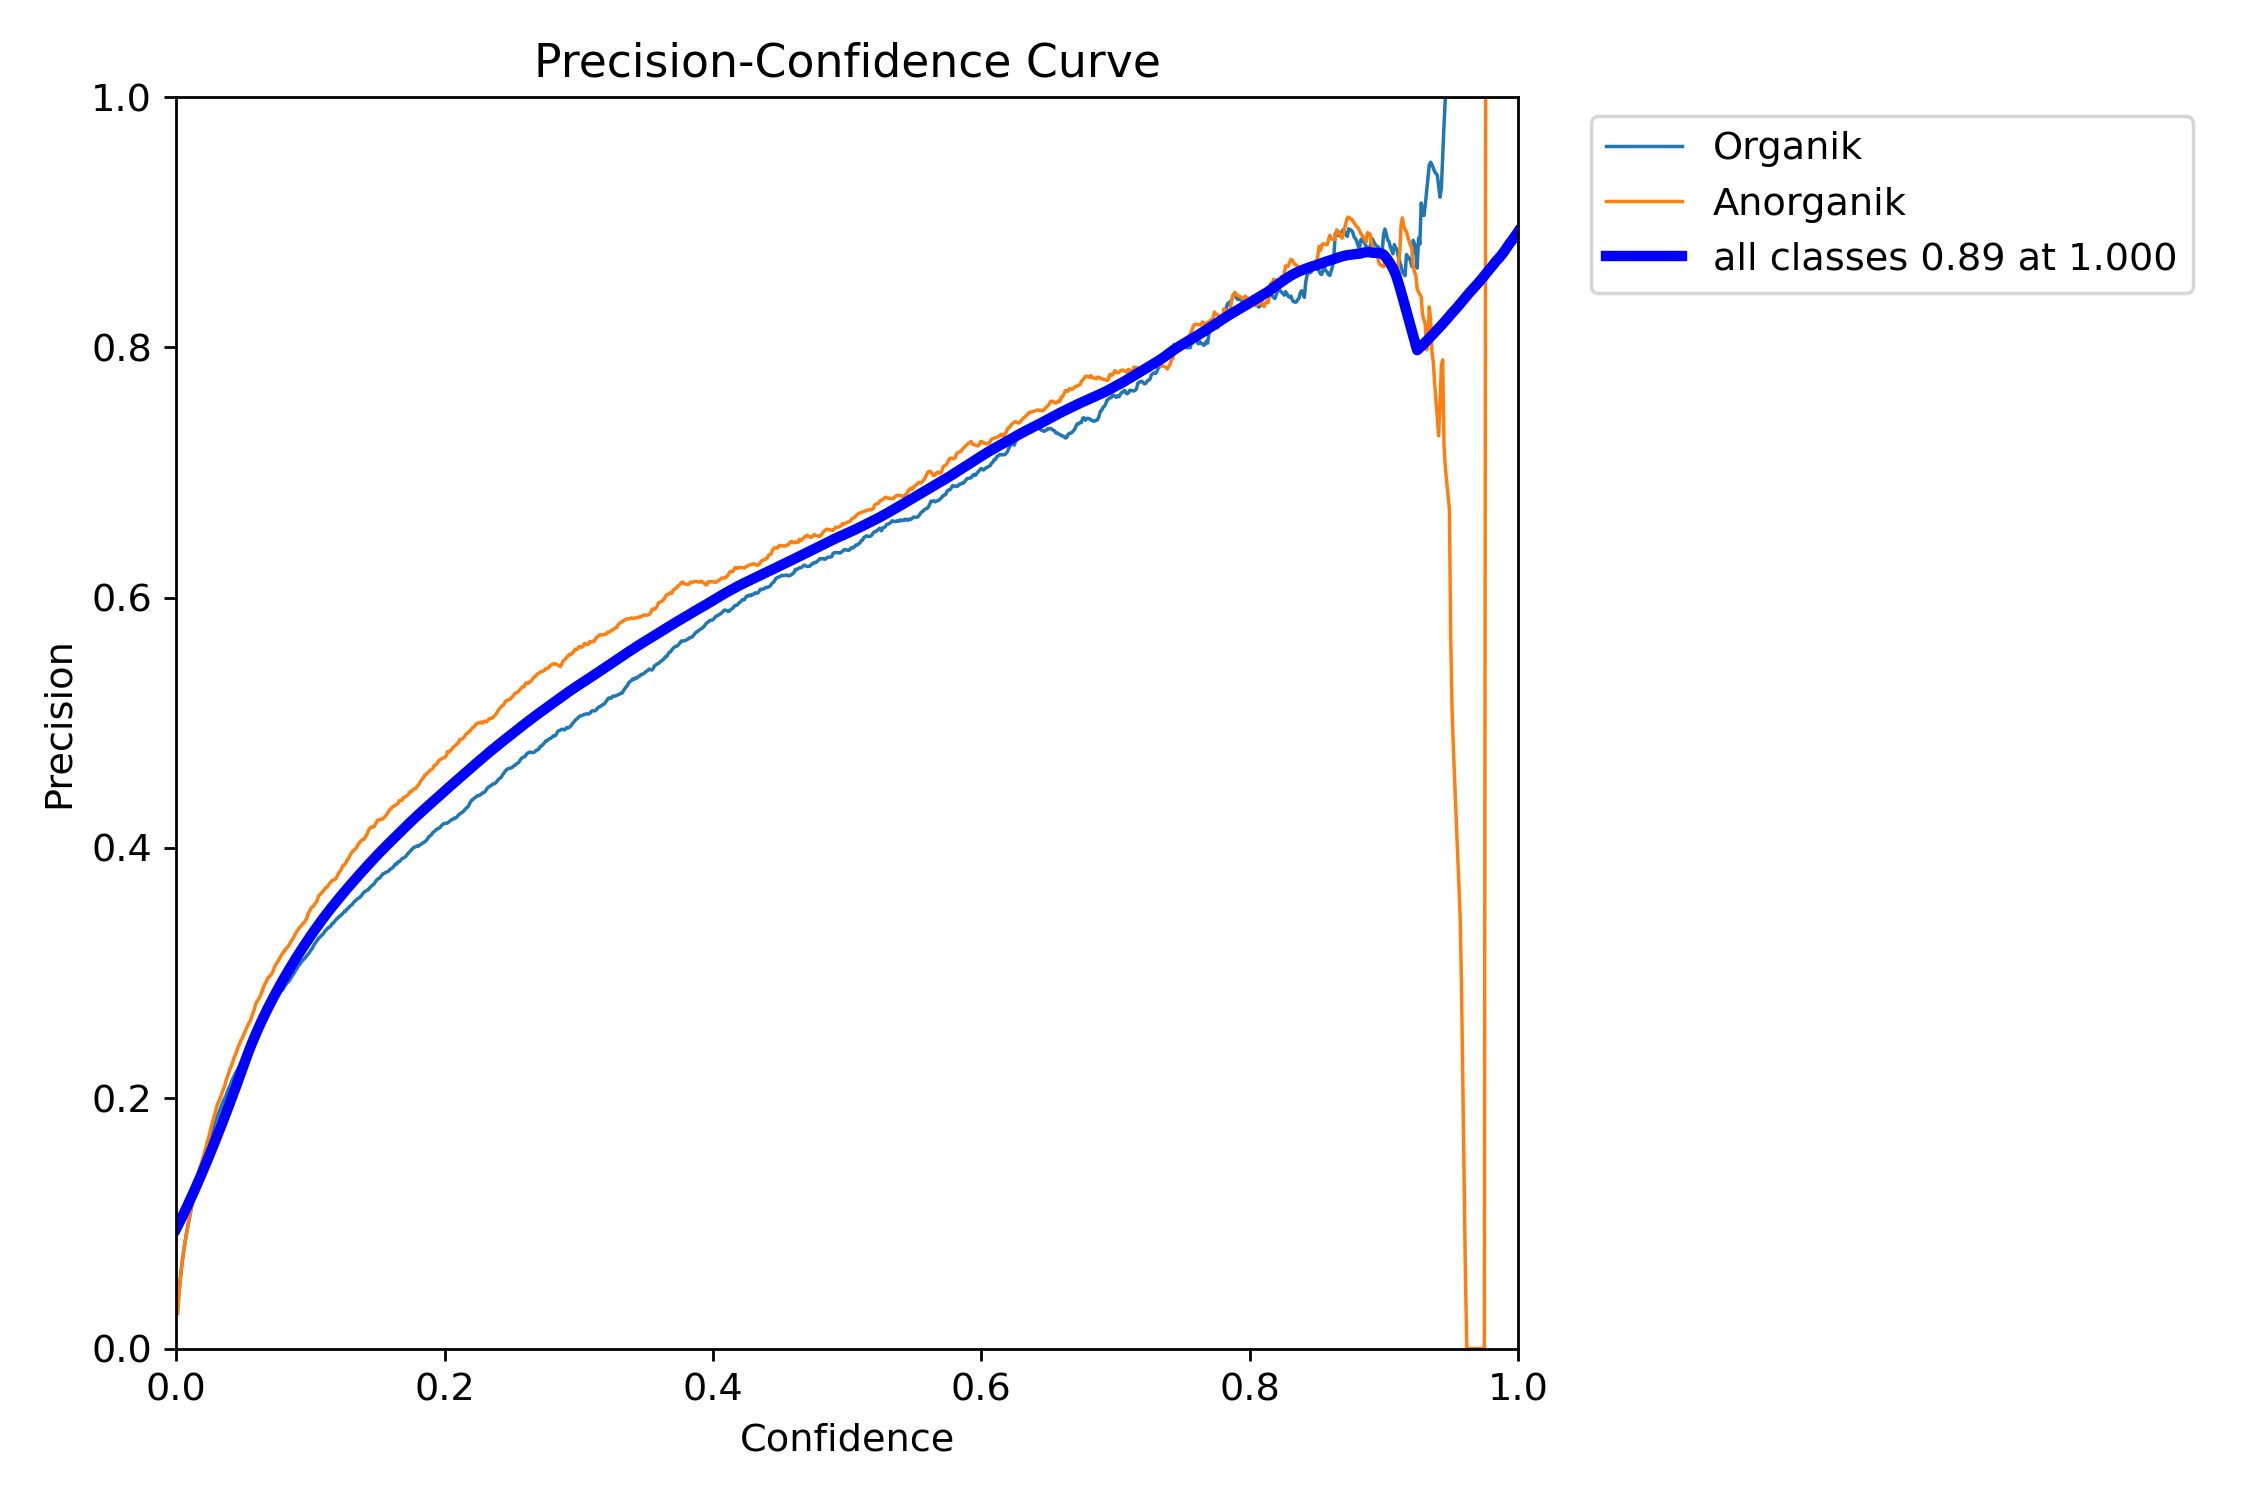 Precision-Confidence Curve
1.0
0.8
0.6
0.4
0.2
0.0
Precision
0.0 0.2 0.4 0.6 0.8 1.0
Confidence
Organik
Anorganik
all classes 0.89 at 1.000